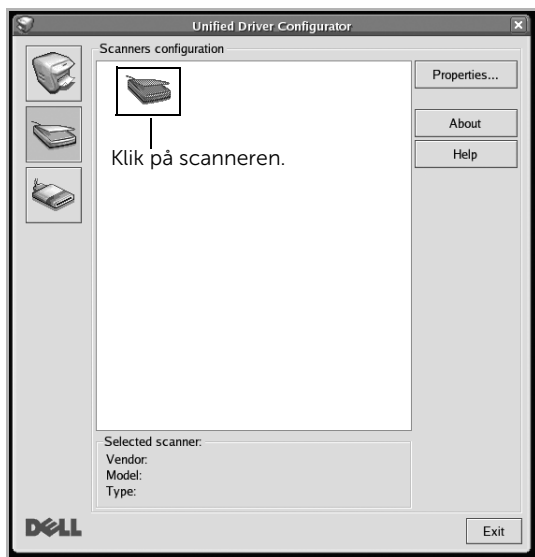 Unified Driver Configurator
Scanners configuration
Properties...
About
Help
Klik på scanneren.
Selected scanner:
Vendor:
Model:
Type:
DELL
Exit